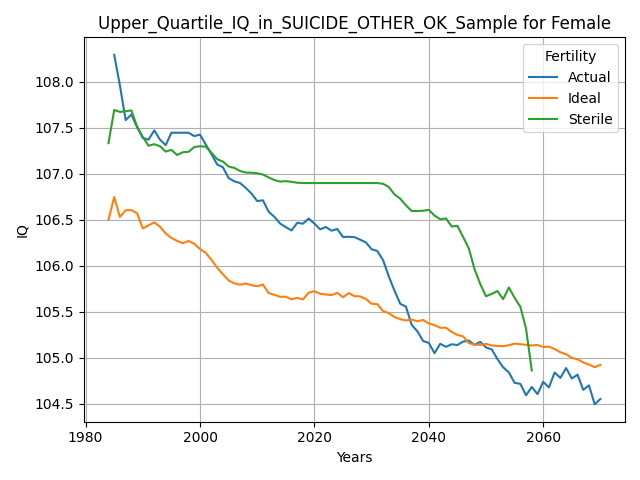 Upper_Quartile_IQ_in_SUICIDE_OTHER_OK_Sample for Female
Fertility
Actual
Ideal
Sterile
108.0
107.5
107.0
106.5
106.0
105.5
105.0
104.5
IQ
1980
2000
2020
2040
2060
Years